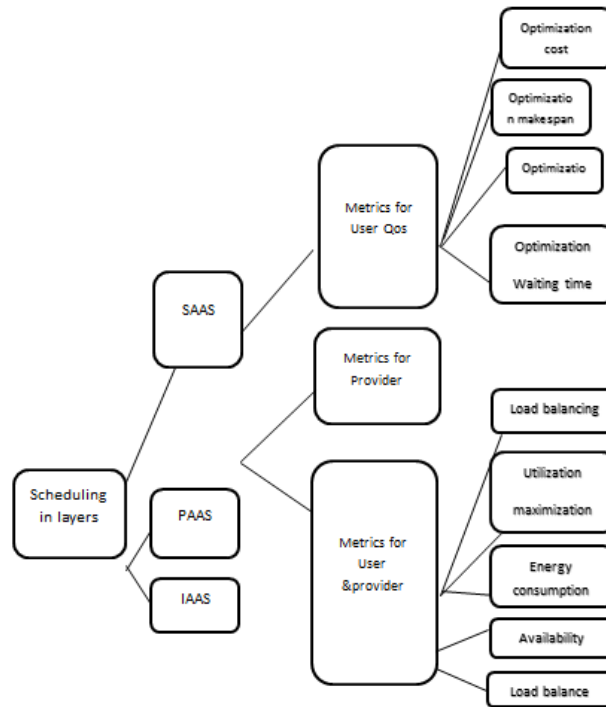 Optimization
cost
Optimizatio
n makespan
Optimizatio
Optimization
Waiting time
Metrics for
User Qos
SAAS
Metrics for
Provider
Load balancing
Utilization
maximization
Scheduling
in layers
PAAS
Metrics for
User
&provider
Energy
consumption
IAAS
Availability
Load balance